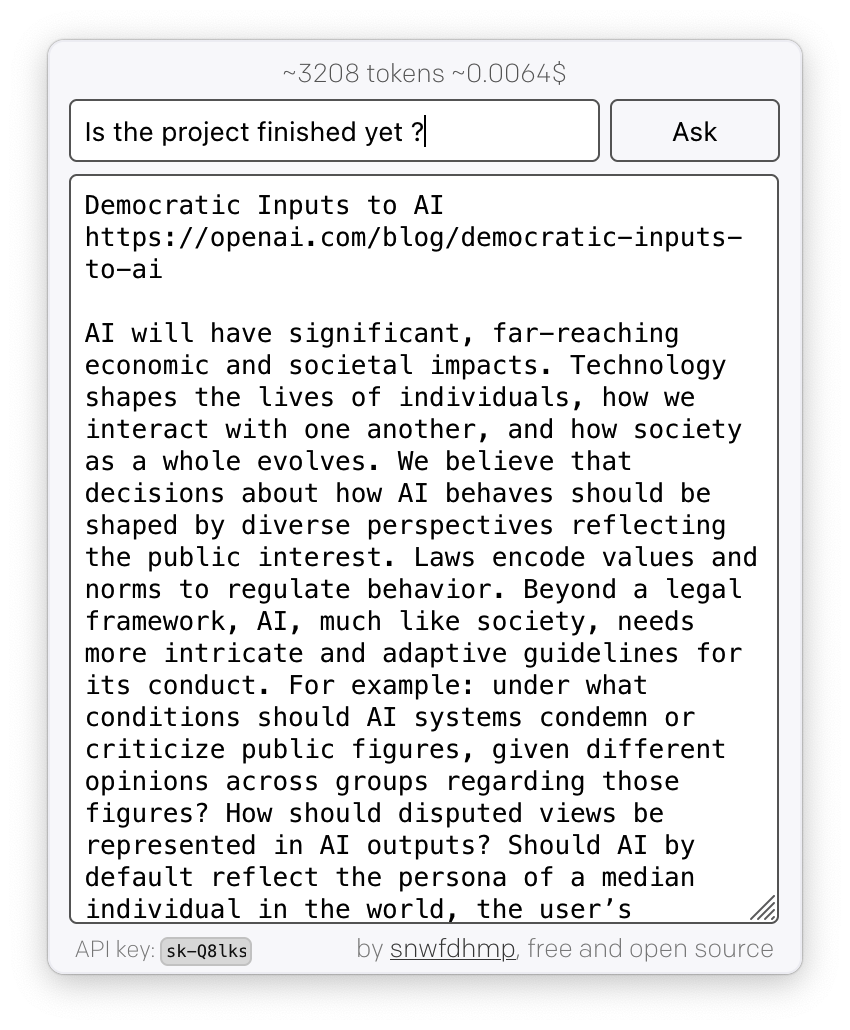 ~3208 tokens ~0.0064$
Is the project finished yet ?
Ask
Democratic Inputs to AI
https://openai.com/blog/democratic-inputs-
to-ai
AI will have significant, far-reaching
economic and societal impacts. Technology
shapes the lives of individuals, how we
interact with one another, and how society
as a whole evolves. We believe that
decisions about how AI behaves should be
shaped by diverse perspectives reflecting
the public interest. Laws encode values and
norms to regulate behavior. Beyond a legal
framework, AI, much like society, needs
more intricate and adaptive guidelines for
its conduct. For example: under what
conditions should AI systems condemn or
criticize public figures, given different
opinions across groups regarding those
figures? How should disputed views be
represented in AI outputs? Should AI by
default reflect the persona of a median
individual in the world, the user’s
API key: sk-Q8lks
by snwfdhmp, free and open source